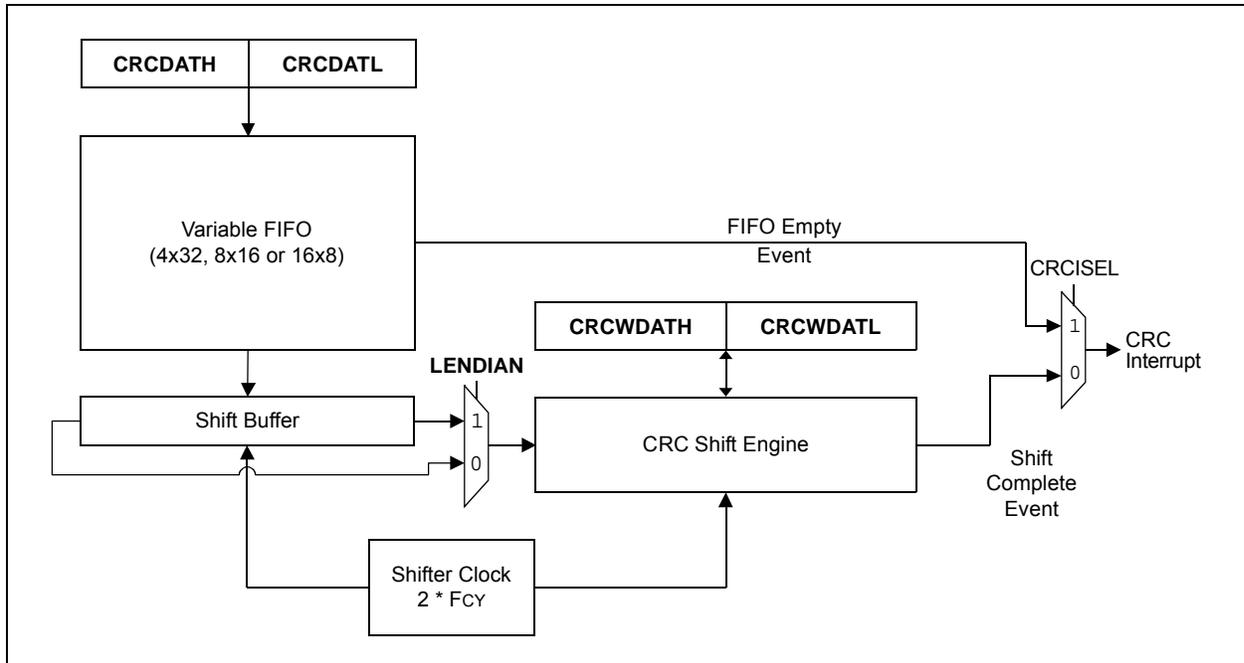 CRCDATH
CRCDATL
Variable FIFO
(4x32, 8x16 or 16x8)
FIFO Empty
Event
CRCISEL
1
0
CRC
Interrupt
CRCWDATH
CRCWDATL
LENDIAN
1
0
Shift Buffer
CRC Shift Engine
Shift
Complete
Event
Shifter Clock
2 * FCY